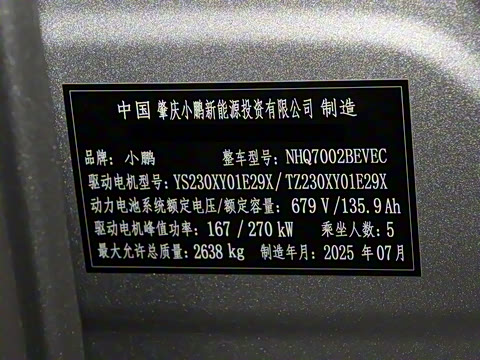 中国 肇庆小鹏新能源投资有限公司 制造
品牌: 小鹏 整车型号: NHQ7002BEVEC
驱动电机型号: YS230XY01E29X/TZ230XY01E29X
动力电池系统额定电压/额定容量: 679 V/135.9Ah
驱动电机峰值功率: 167 / 270 kW 乘坐人数: 5
最大允许总质量: 2638 kg 制造年月: 2025 年 07 月